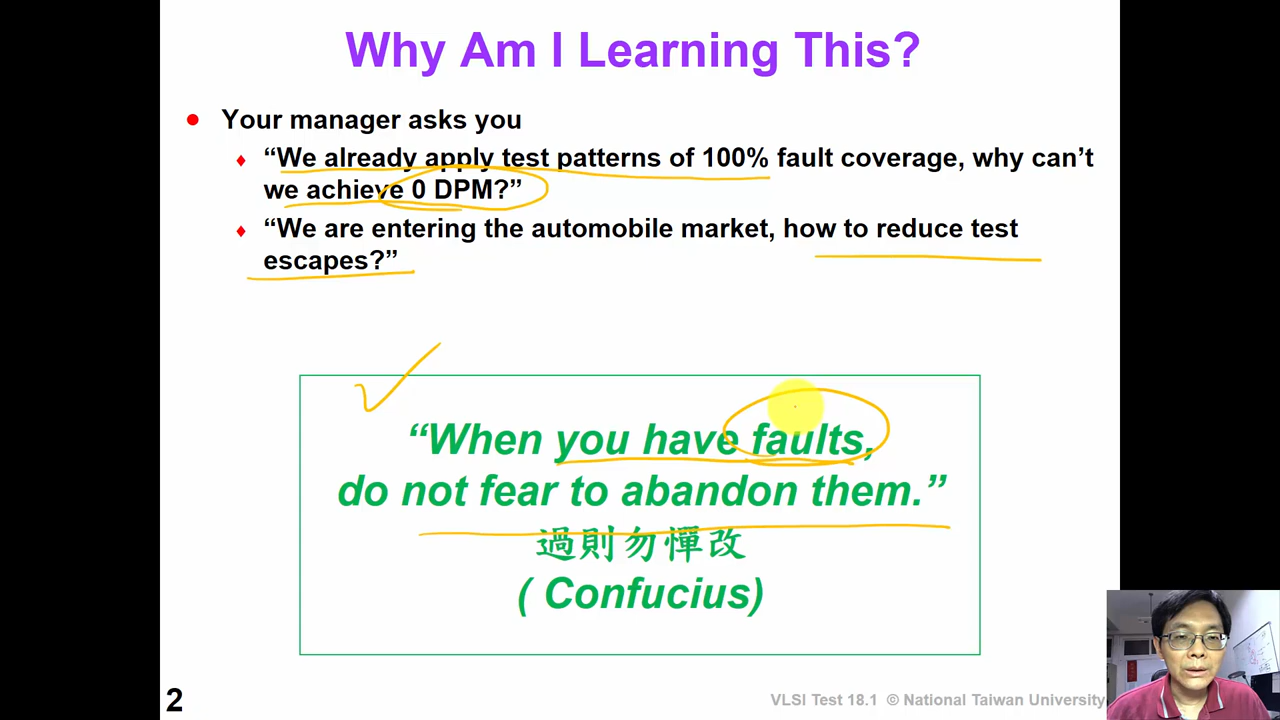 Why Am I Learning This?
● Your manager asks you
♦ “We already apply test patterns of 100% fault coverage, why can’t
we achieve 0 DPM?”
♦ “We are entering the automobile market, how to reduce test
escapes?”
“When you have faults,
do not fear to abandon them.”
過則勿憚改
( Confucius)
2
VLSI Test 18.1 © National Taiwan University